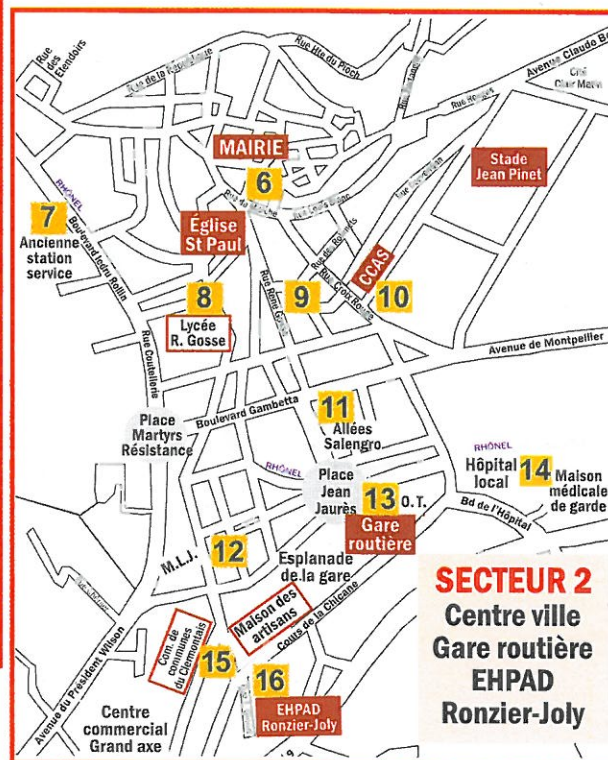 Rue des Etendoirs
Rue de la République
Rue Hte du Pioch
Avenue Claude
Rue Rouges
MAIRIE
6
Stade
Jean Pinet
RHÔNEL
7
Ancienne
station
service
Boulevard Ledru Rollin
Église
St Paul
Rue René Gosse
CCAS
Rue Croix Rouge
8
9
10
Lycée
R. Gosse
Rue Coutellerie
Avenue de Montpellier
Place
Martyrs
Résistance
Boulevard Gambetta
11
Allées
Salengro
RHÔNEL
Place
Jean
Jaurès
13
O.T.
Gare
routière
RHÔNEL
Hôpital
local
14
Maison
médicale
de garde
Bd de l'Hôpital
M.L.J.
12
Esplanade
de la gare
Maison des
artisans
Cours de la Chicane
Com. de
communes
du Clermontais
15
16
EHPAD
Ronzier-Joly
Avenue du Président Wilson
Centre
commercial
Grand axe
SECTEUR 2
Centre ville
Gare routière
EHPAD
Ronzier-Joly